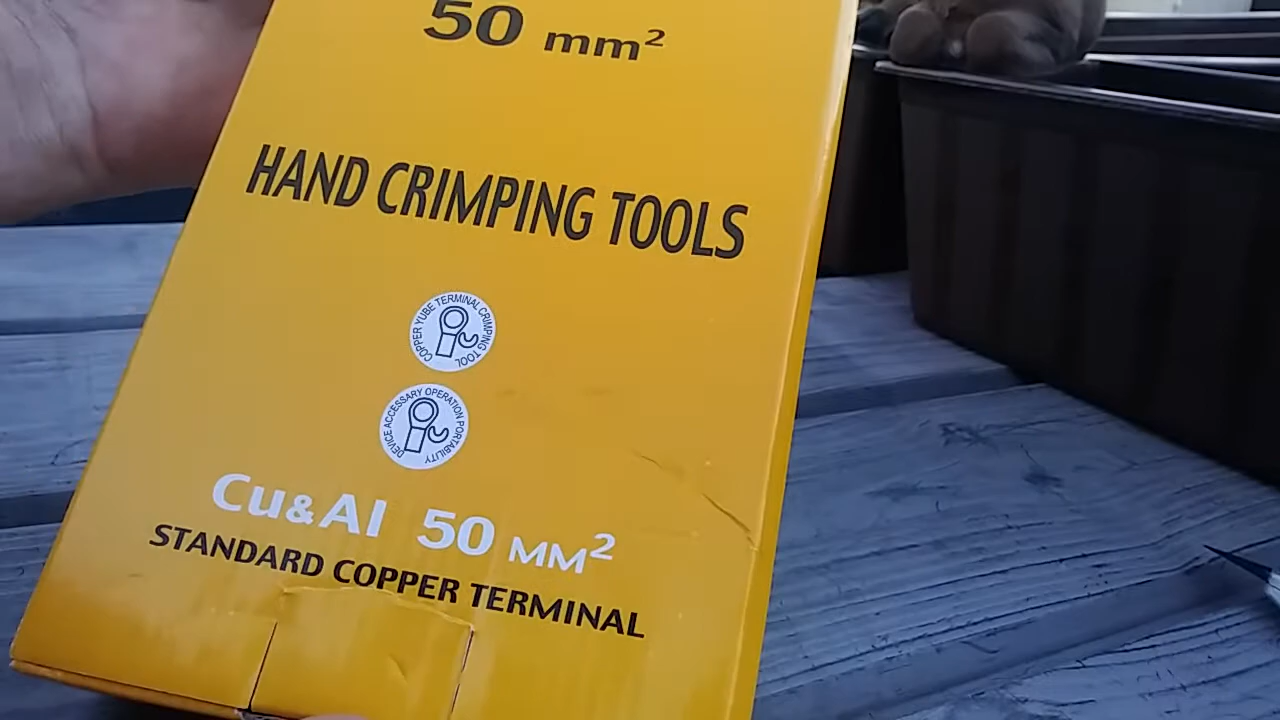 50 mm²
HAND CRIMPING TOOLS
COPPER YUBE TERMINAL CRIMPING TOOL
DEVICE ACCESSARY OPERATION PORTABILITY
Cu&Al 50 MM²
STANDARD COPPER TERMINAL